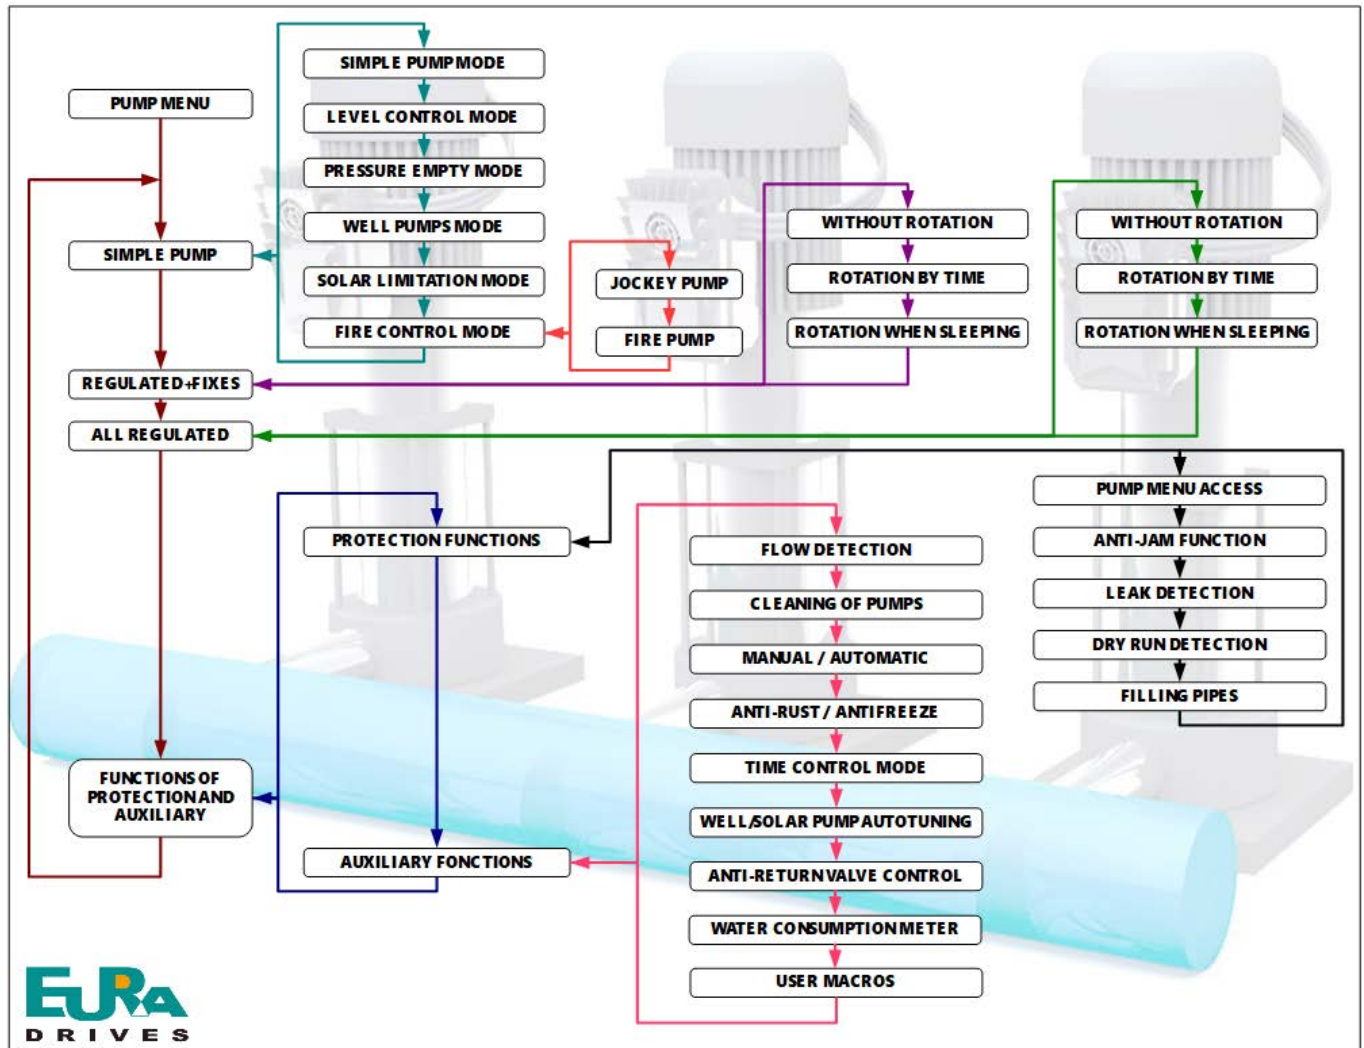 PUMP MENU
SIMPLE PUMP
REGULATED+FIXES
ALL REGULATED
FUNCTIONS OF
PROTECTION AND
AUXILIARY
SIMPLE PUMP MODE
LEVEL CONTROL MODE
PRESSURE EMPTY MODE
WELL PUMPS MODE
SOLAR LIMITATION MODE
FIRE CONTROL MODE
JOCKEY PUMP
FIRE PUMP
WITHOUT ROTATION
ROTATION BY TIME
ROTATION WHEN SLEEPING
WITHOUT ROTATION
ROTATION BY TIME
ROTATION WHEN SLEEPING
PROTECTION FUNCTIONS
AUXILIARY FONCTIONS
FLOW DETECTION
CLEANING OF PUMPS
MANUAL / AUTOMATIC
ANTI-RUST / ANTIFREEZE
TIME CONTROL MODE
WELL/SOLAR PUMP AUTOTUNING
ANTI-RETURN VALVE CONTROL
WATER CONSUMPTION METER
USER MACROS
PUMP MENU ACCESS
ANTI-JAM FUNCTION
LEAK DETECTION
DRY RUN DETECTION
FILLING PIPES
EURA
DRIVES